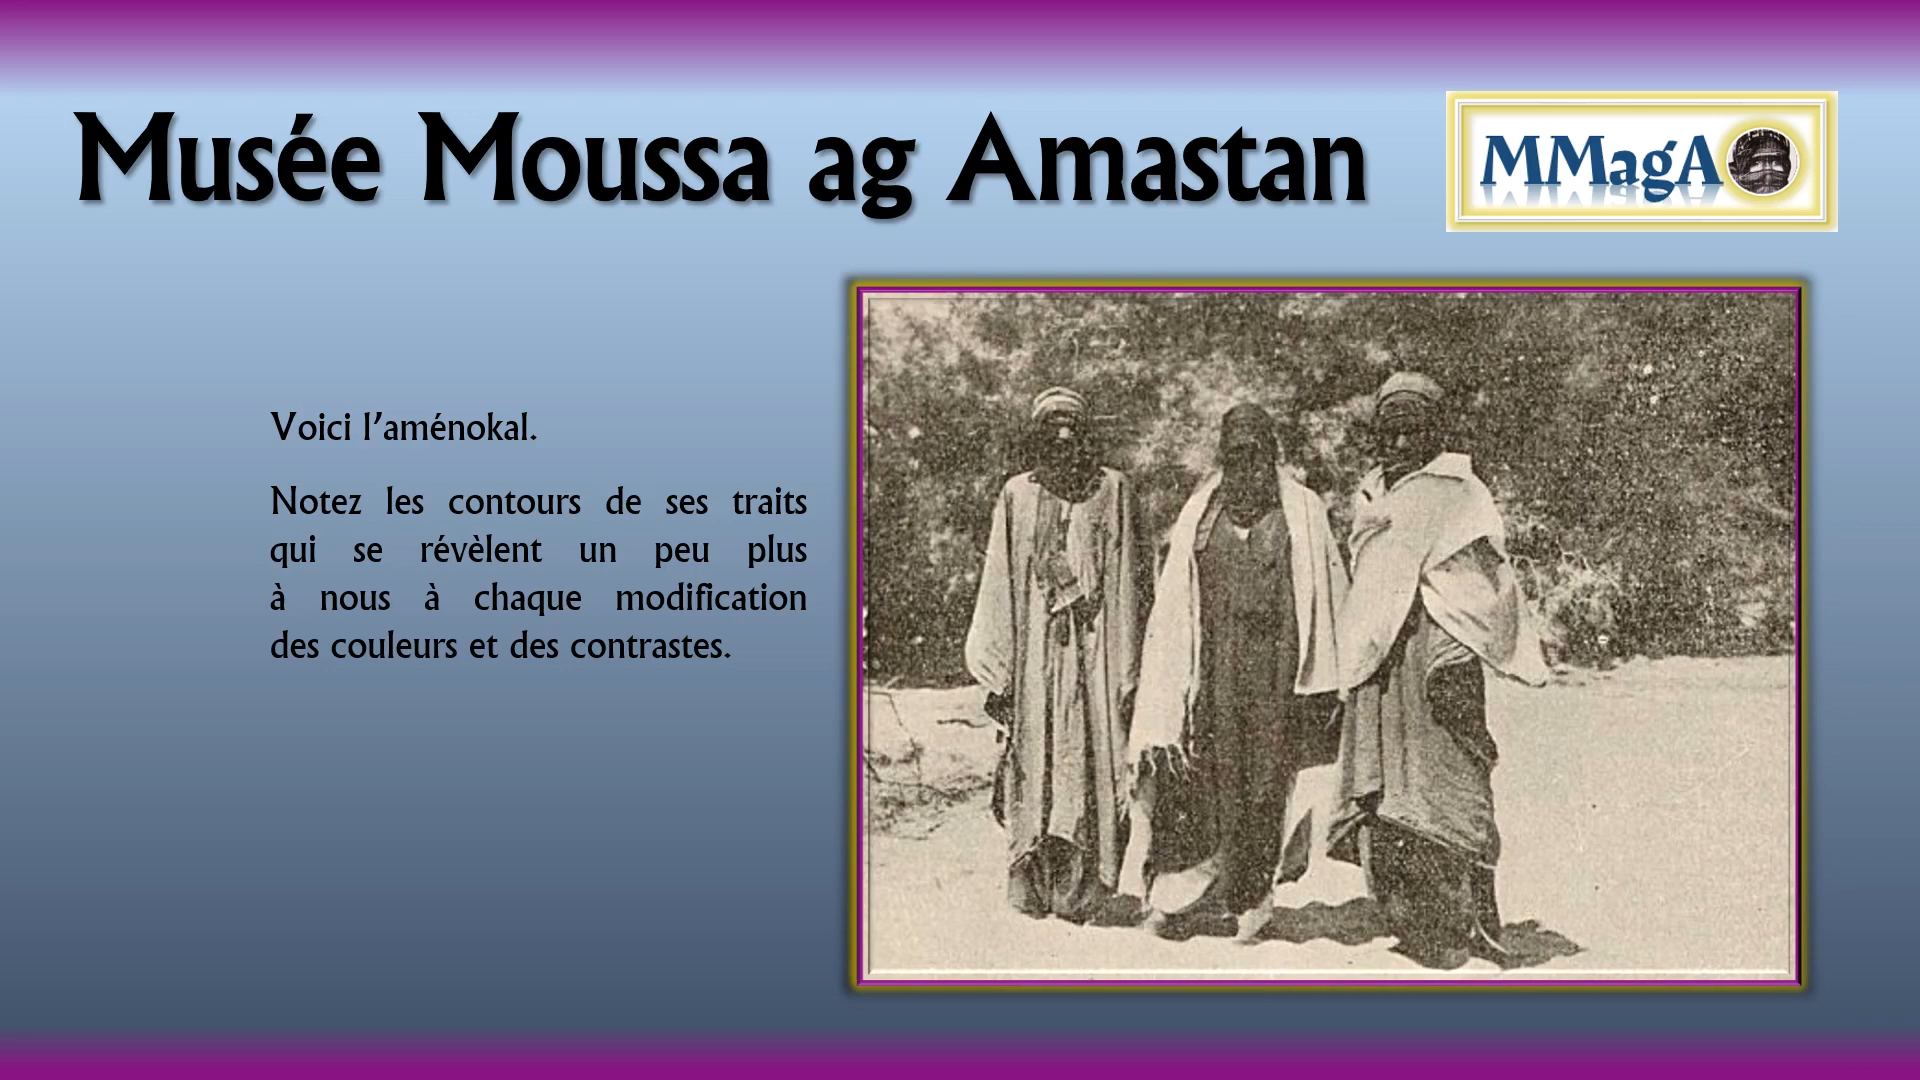 Musée Moussa ag Amastan
MMagA
Voici l’aménokal.
Notez les contours de ses traits
qui se révèlent un peu plus
à nous à chaque modification
des couleurs et des contrastes.